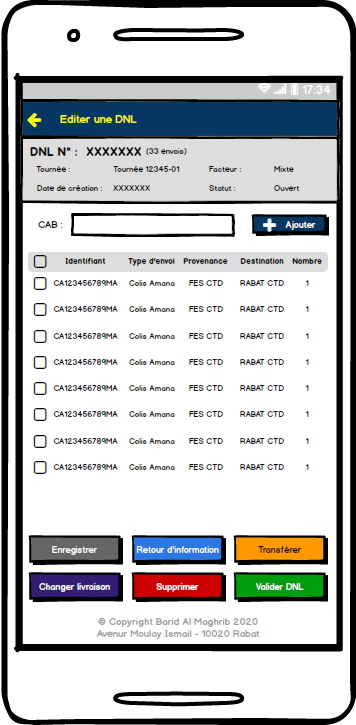 17:34
Editer une DNL
DNL N° : XXXXXXX (33 envois)
Tournée : Tournée 12345-01 Facteur : Mixte
Date de création : XXXXXXX Statut : Ouvert
CAB : Ajouter
Identifiant Type d'envoi Provenance Destination Nombre
CA123456789MA Colis Amana FES CTD RABAT CTD 1
CA123456789MA Colis Amana FES CTD RABAT CTD 1
CA123456789MA Colis Amana FES CTD RABAT CTD 1
CA123456789MA Colis Amana FES CTD RABAT CTD 1
CA123456789MA Colis Amana FES CTD RABAT CTD 1
CA123456789MA Colis Amana FES CTD RABAT CTD 1
CA123456789MA Colis Amana FES CTD RABAT CTD 1
CA123456789MA Colis Amana FES CTD RABAT CTD 1
Enregistrer Retour d'information Transférer
Changer livraison Supprimer Valider DNL
© Copyright Barid Al Maghrib 2020
Avenur Moulay Ismail - 10020 Rabat